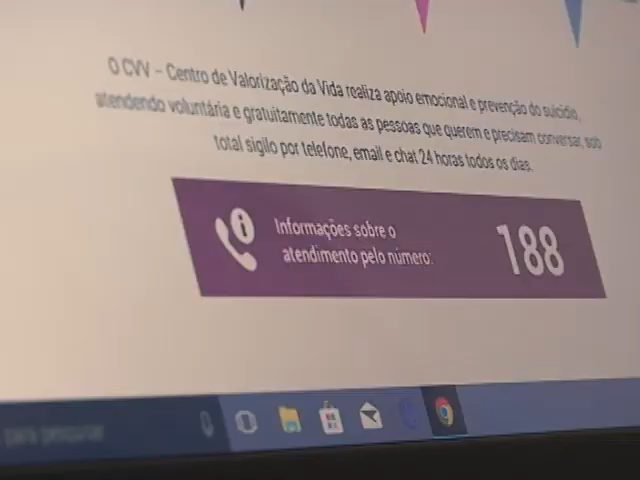 O CVV – Centro de Valorização da Vida realiza apoio emocional e prevenção do suicídio,
atendendo voluntária e gratuitamente todas as pessoas que querem e precisam conversar, sob
total sigilo por telefone, email e chat 24 horas todos os dias.
Informações sobre o
atendimento pelo número:
188
para pesquisar